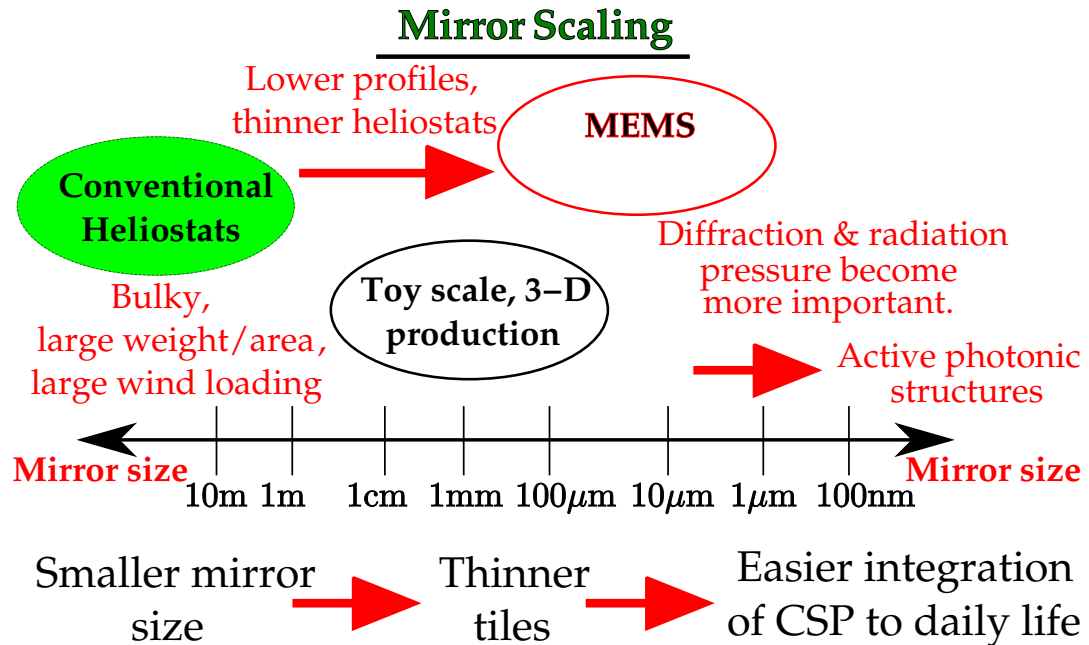 Mirror Scaling
Lower profiles,
thinner heliostats
MEMS
Conventional
Heliostats
Diffraction & radiation
pressure become
more important.
Toy scale, 3–D
production
Bulky,
large weight/area,
large wind loading
Active photonic
structures
Mirror size
Mirror size
10m 1m 1cm 1mm 100μm 10μm 1μm 100nm
Smaller mirror
size
Thinner
tiles
Easier integration
of CSP to daily life